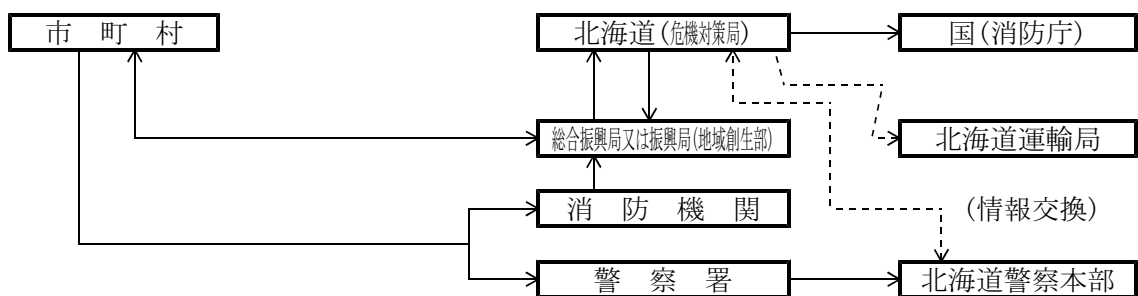 市　町　村
北海道(危機対策局)
国(消防庁)
総合振興局又は振興局(地域創生部)
北海道運輸局
消　防　機　関
(情報交換)
警　察　署
北海道警察本部